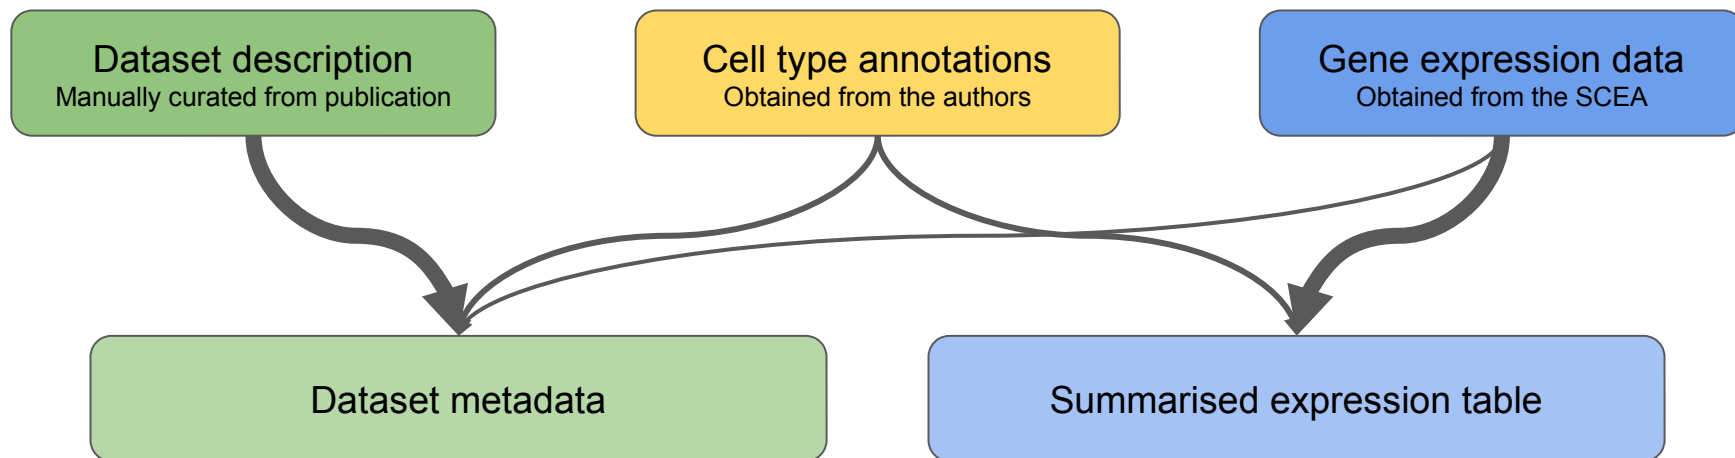 Dataset description
Manually curated from publication
Cell type annotations
Obtained from the authors
Gene expression data
Obtained from the SCEA
Dataset metadata
Summarised expression table